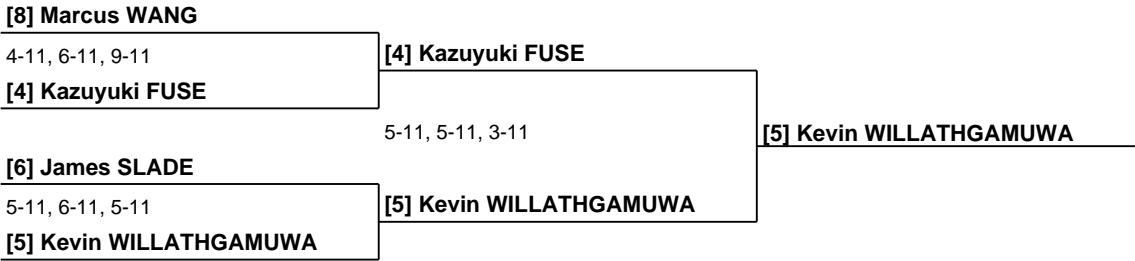 [8] Marcus WANG
4-11, 6-11, 9-11
[4] Kazuyuki FUSE
[4] Kazuyuki FUSE
5-11, 5-11, 3-11
[5] Kevin WILLATHGAMUWA
[6] James SLADE
5-11, 6-11, 5-11
[5] Kevin WILLATHGAMUWA
[5] Kevin WILLATHGAMUWA